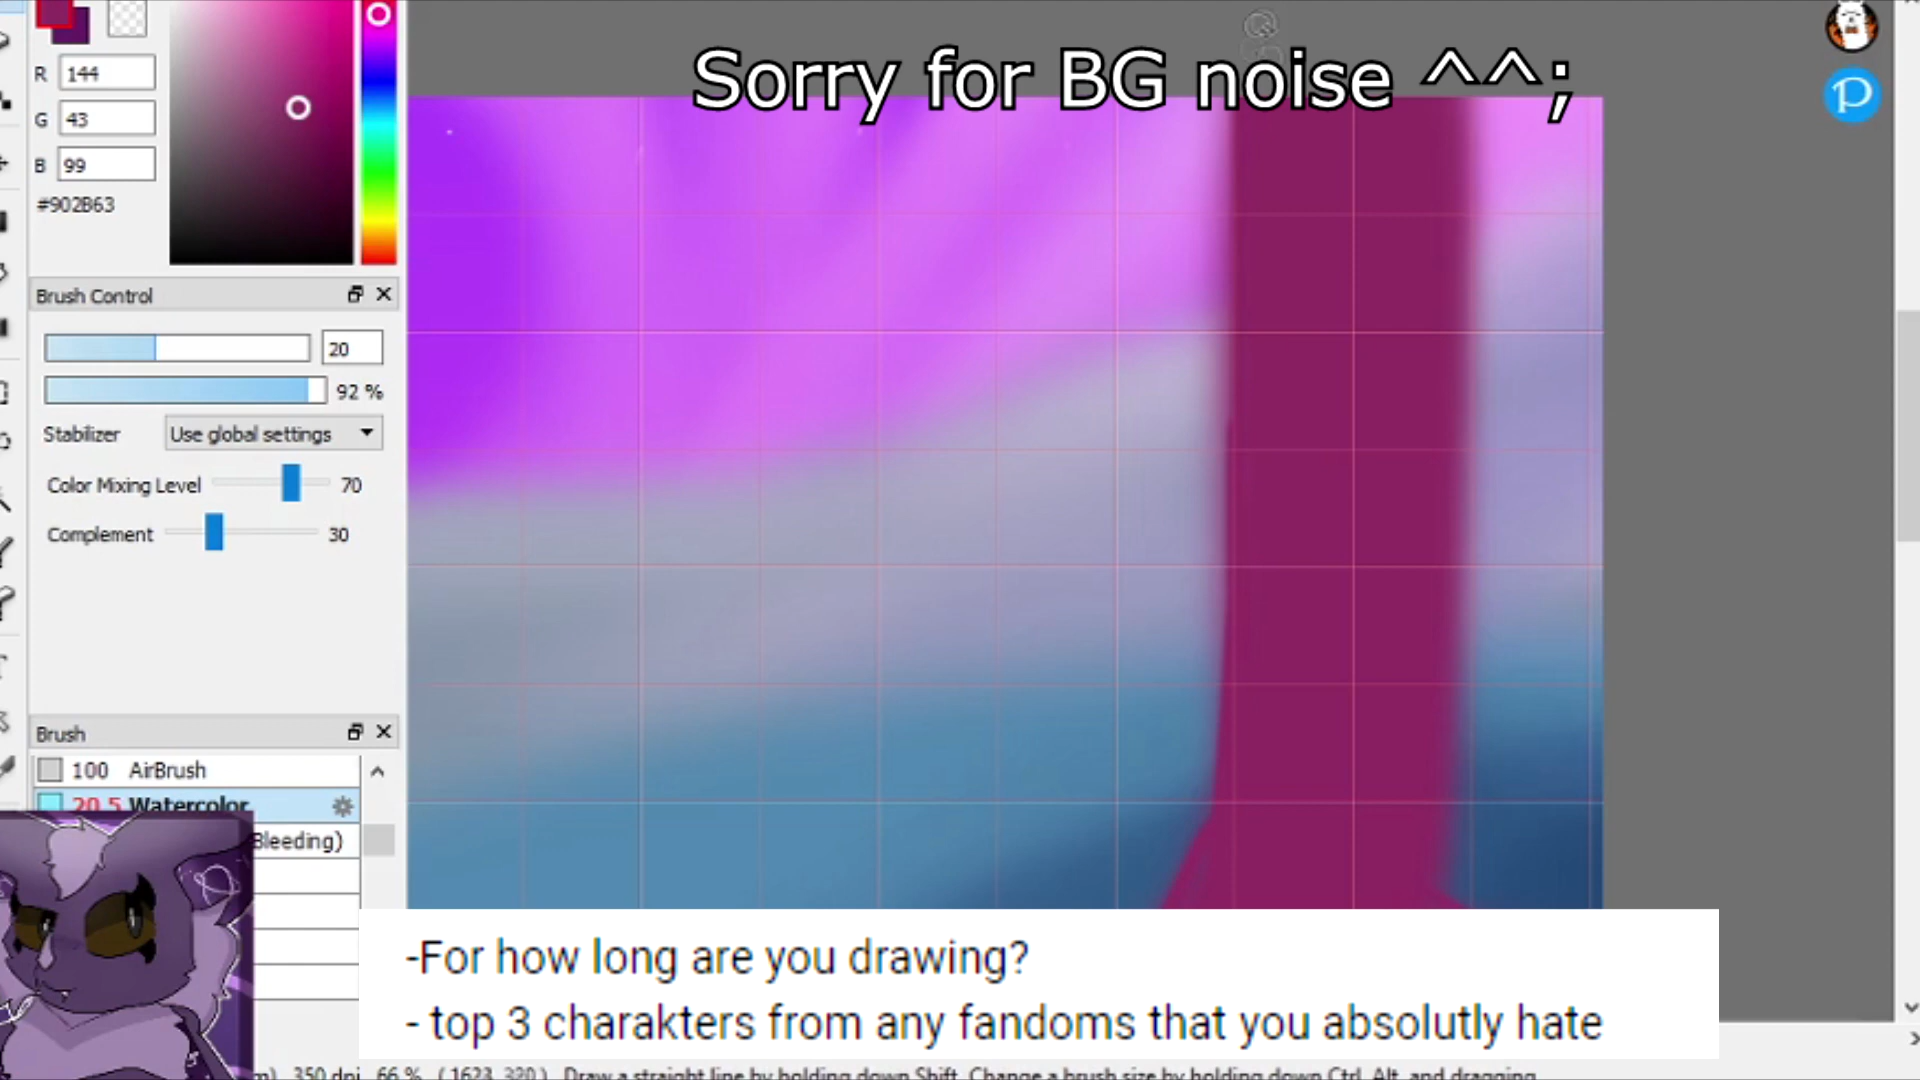 Sorry for BG noise ^^;
R 144
G 43
B 99
#902B63
Brush Control
20
92 %
Stabilizer Use global settings
Color Mixing Level 70
Complement 30
Brush
100 AirBrush
20.5 Watercolor
Bleeding)
-For how long are you drawing?
- top 3 charakters from any fandoms that you absolutly hate
m) 350 dpi 66 % ( 1623, 320 ) Draw a straight line by holding down Shift, Change a brush size by holding down Ctrl, Alt, and dragging
P